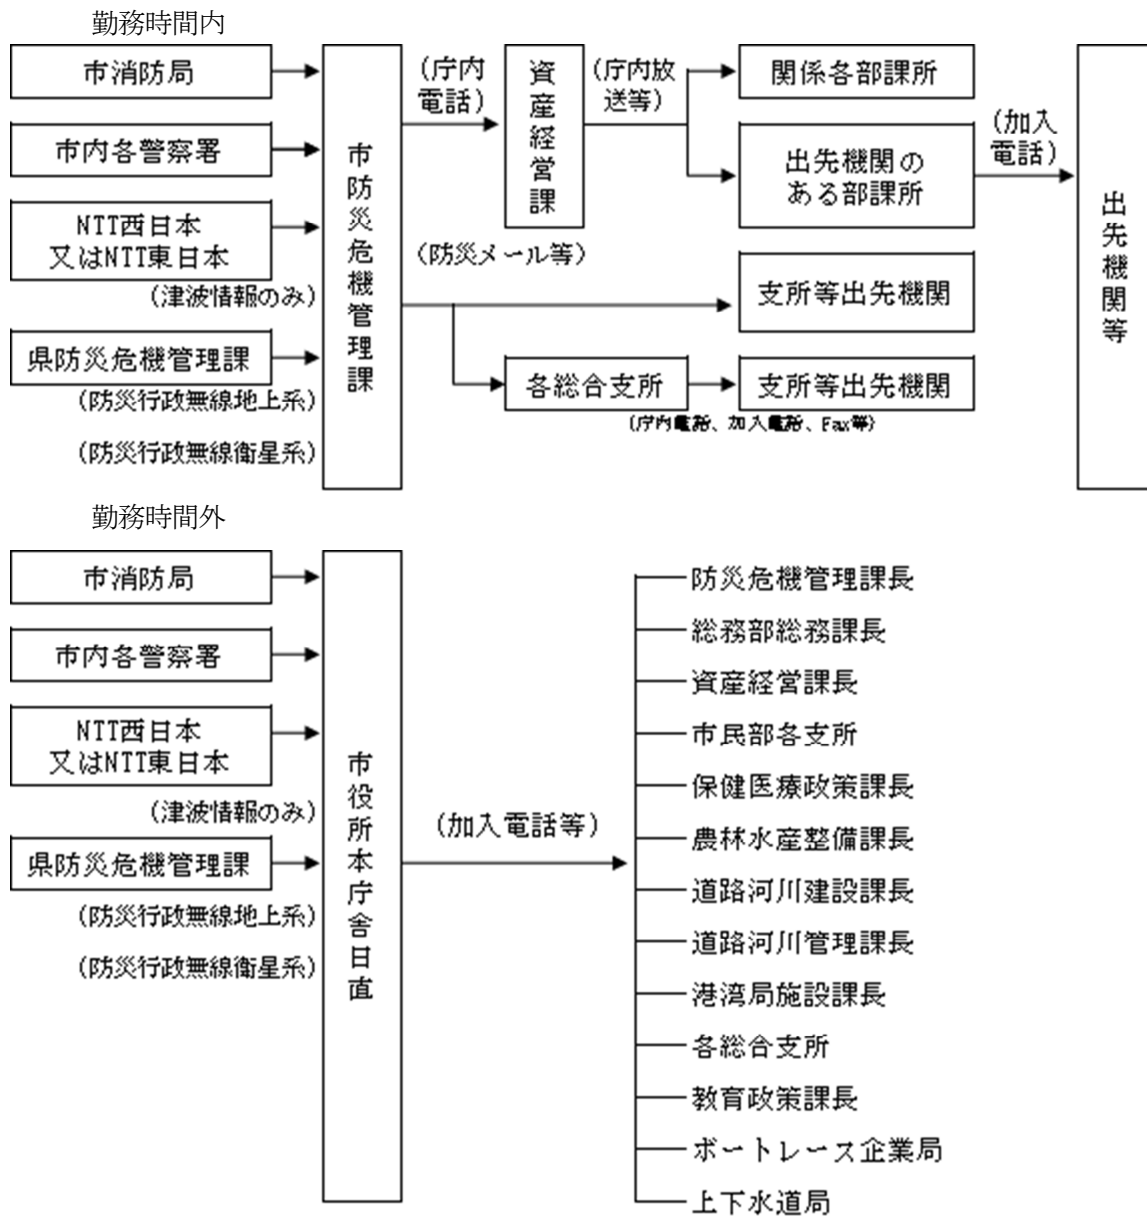 勤務時間内
市消防局
市内各警察署
NTT西日本
又はNTT東日本
(津波情報のみ)
県防災危機管理課
(防災行政無線地上系)
(防災行政無線衛星系)
市防災危機管理課
(庁内
電話)
資産経営課
(庁内放
送等)
関係各部課所
出先機関の
ある部課所
(加入
電話)
出先機関等
(防災メール等)
支所等出先機関
各総合支所
支所等出先機関
(庁内電話、加入電話、Fax等)
勤務時間外
市消防局
市内各警察署
NTT西日本
又はNTT東日本
(津波情報のみ)
県防災危機管理課
(防災行政無線地上系)
(防災行政無線衛星系)
市役所本庁舎日直
(加入電話等)
防災危機管理課長
総務部総務課長
資産経営課長
市民部各支所
保健医療政策課長
農林水産整備課長
道路河川建設課長
道路河川管理課長
港湾局施設課長
各総合支所
教育政策課長
ボートレース企業局
上下水道局